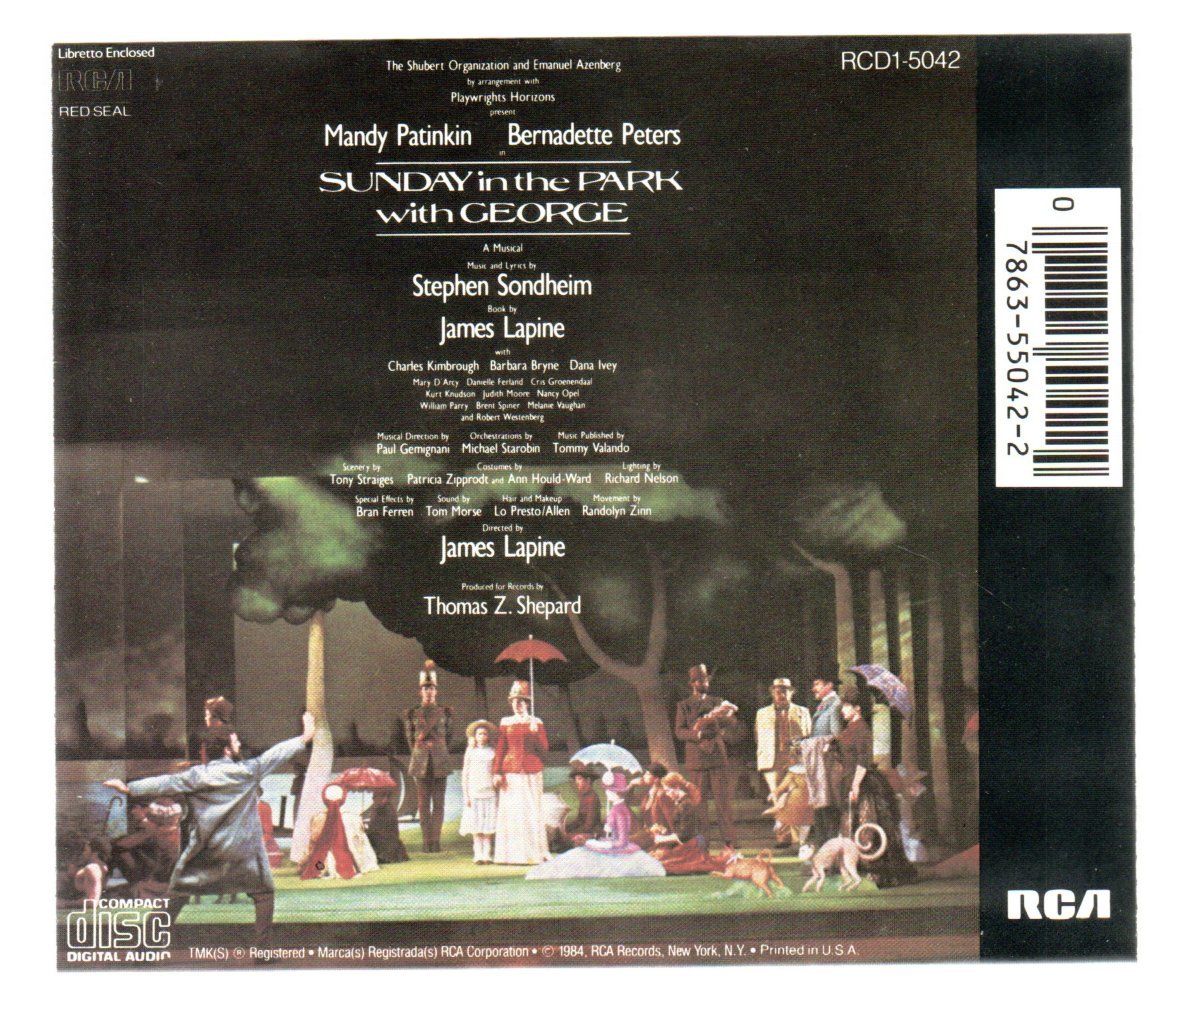 Libretto Enclosed
RCA
RED SEAL
RCD1-5042
The Shubert Organization and Emanuel Azenberg
by arrangement with
Playwrights Horizons
present
Mandy Patinkin Bernadette Peters
in
SUNDAY in the PARK
with GEORGE
A Musical
Music and Lyrics by
Stephen Sondheim
Book by
James Lapine
with
Charles Kimbrough Barbara Bryne Dana Ivey
Mary D'Arcy Danielle Ferland Cris Groenendaal
Kurt Knudson Judith Moore Nancy Opel
William Parry Brent Spiner Melanie Vaughan
and Robert Westenberg
Musical Direction by Orchestrations by Music Published by
Paul Gemignani Michael Starobin Tommy Valando
Scenery by Costumes by Lighting by
Tony Straiges Patricia Zipprodt and Ann Hould-Ward Richard Nelson
Special Effects by Sound by Hair and Makeup Movement by
Bran Ferren Tom Morse Lo Presto/Allen Randolyn Zinn
Directed by
James Lapine
Produced for Records by
Thomas Z. Shepard
0
7863-55042-2
RCA
COMPACT
disc
DIGITAL AUDIO
TMK(S) ® Registered • Marca(s) Registrada(s) RCA Corporation • © 1984, RCA Records, New York, N.Y. • Printed in U.S.A.